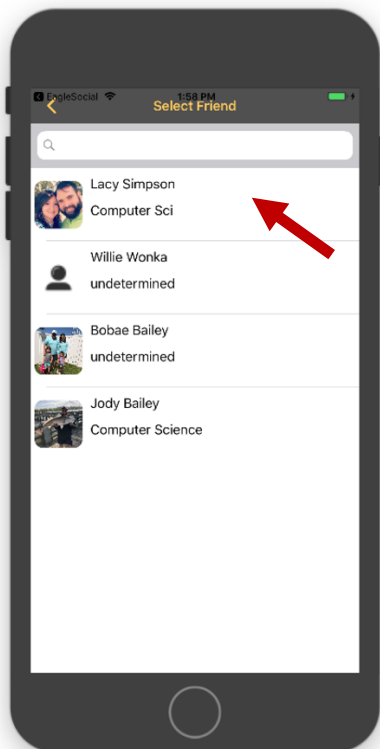 EagleSocial 1:58 PM
Select Friend
Lacy Simpson
Computer Sci
Willie Wonka
undetermined
Bobae Bailey
undetermined
Jody Bailey
Computer Science